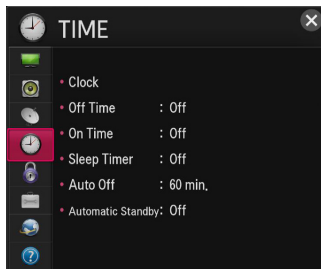 TIME
• Clock
• Off Time : Off
• On Time : Off
• Sleep Timer : Off
• Auto Off : 60 min.
• Automatic Standby: Off